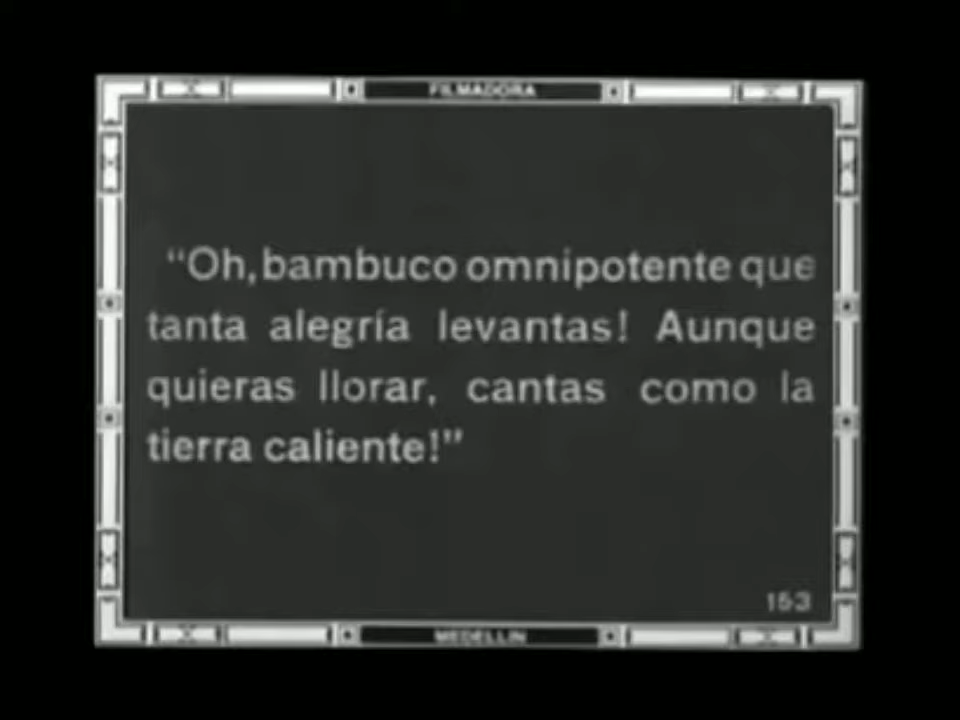 FILMADORA
“Oh, bambuco omnipotente que
tanta alegría levantas! Aunque
quieras llorar, cantas como la
tierra caliente!”
153
MEDELLIN